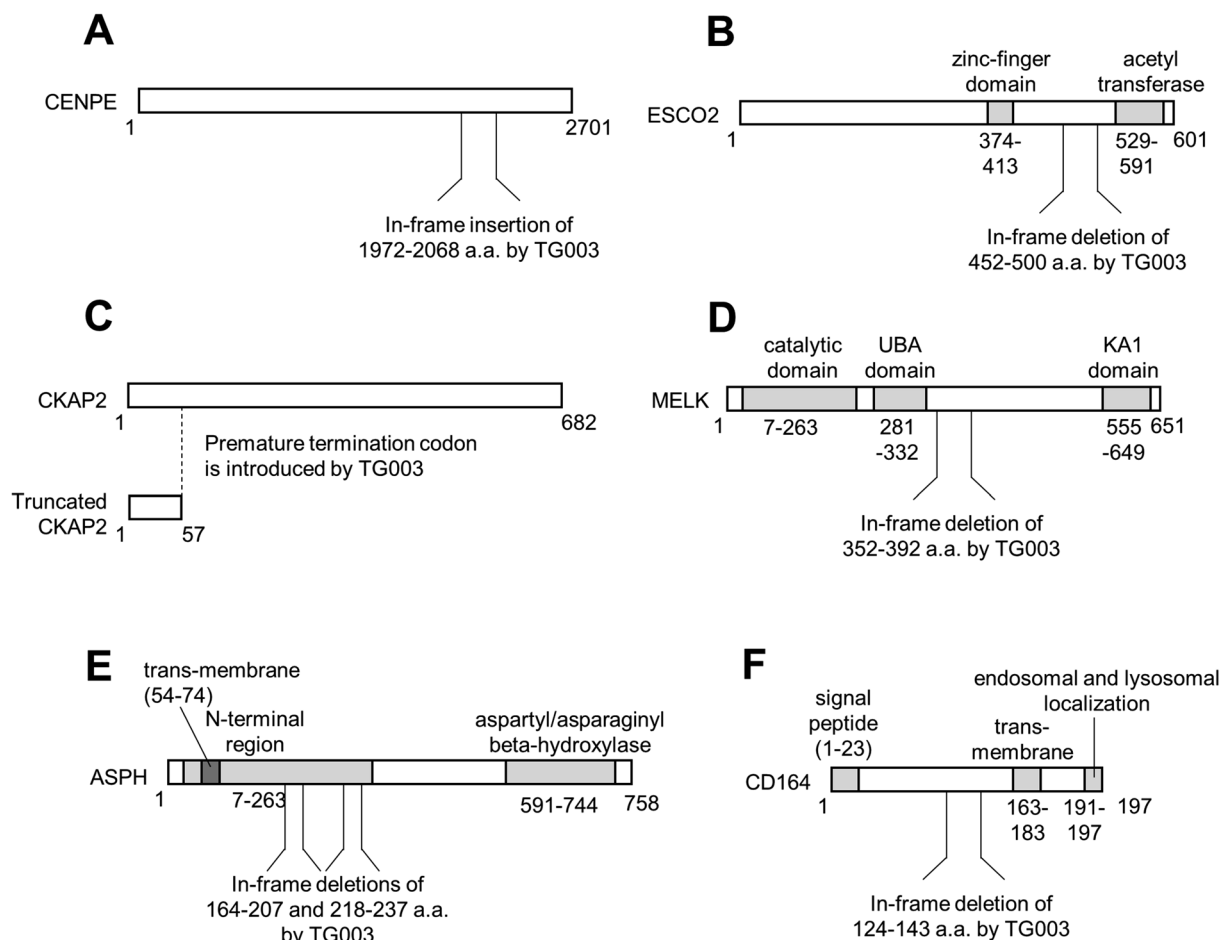 A
CENPE
1
2701
In-frame insertion of
1972-2068 a.a. by TG003
B
zinc-finger
domain
acetyl
transferase
ESCO2
1
374-
413
529-
591
601
In-frame deletion of
452-500 a.a. by TG003
C
CKAP2
1
682
Premature termination codon
is introduced by TG003
Truncated
CKAP2
1
57
D
catalytic
domain
UBA
domain
KA1
domain
MELK
1
7-263
281
-332
555
-649
651
In-frame deletion of
352-392 a.a. by TG003
E
trans-membrane
(54-74)
N-terminal
region
aspartyl/asparaginyl
beta-hydroxylase
ASPH
1
7-263
591-744
758
In-frame deletions of
164-207 and 218-237 a.a.
by TG003
F
signal
peptide
(1-23)
endosomal and lysosomal
localization
trans-
membrane
CD164
1
163-
183
191-
197
197
In-frame deletion of
124-143 a.a. by TG003